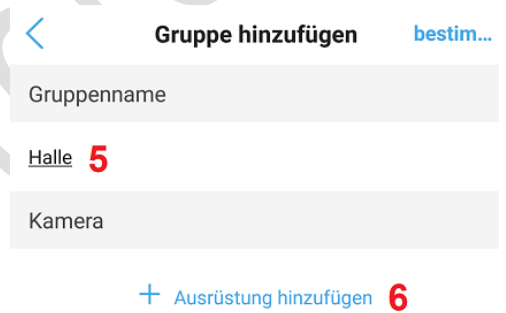 Gruppe hinzufügen bestim...
Gruppenname
Halle 5
Kamera
+ Ausrüstung hinzufügen 6